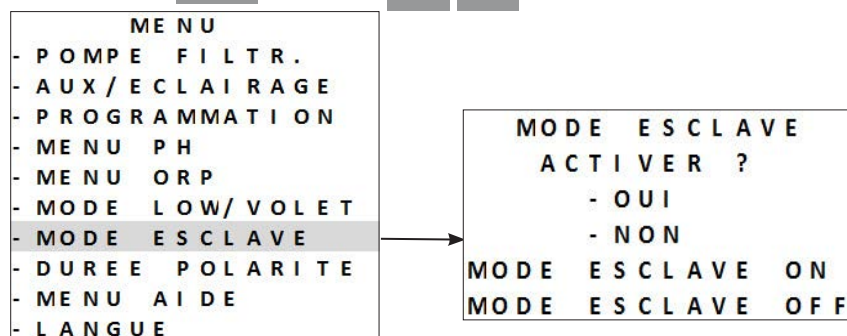 MENU
- POMPE FILTR.
- AUX/ECLAIRAGE
- PROGRAMMATION
- MENU PH
- MENU ORP
- MODE LOW/VOLET
- MODE ESCLAVE
- DUREE POLARITE
- MENU AIDE
- LANGUE
MODE ESCLAVE
ACTIVER ?
- OUI
- NON
MODE ESCLAVE ON
MODE ESCLAVE OFF